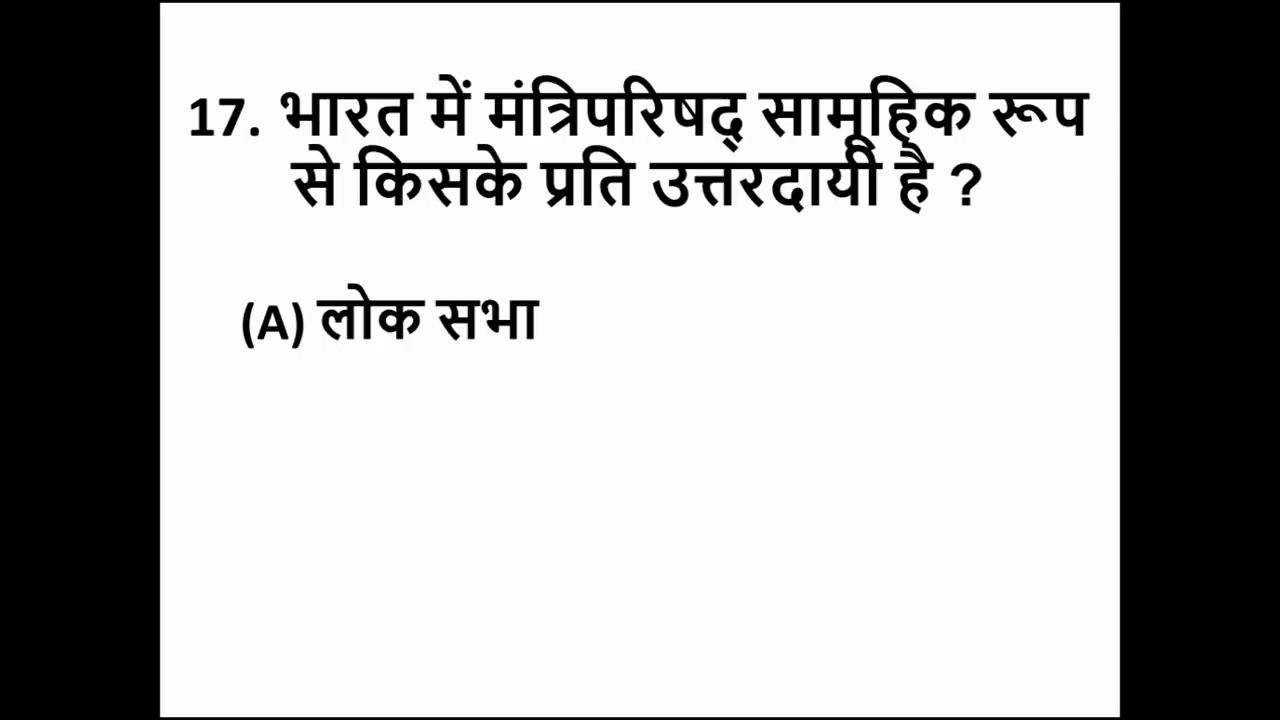 17. भारत में मंत्रिपरिषद् सामूहिक रूप
से किसके प्रति उत्तरदायी है ?
(A) लोक सभा